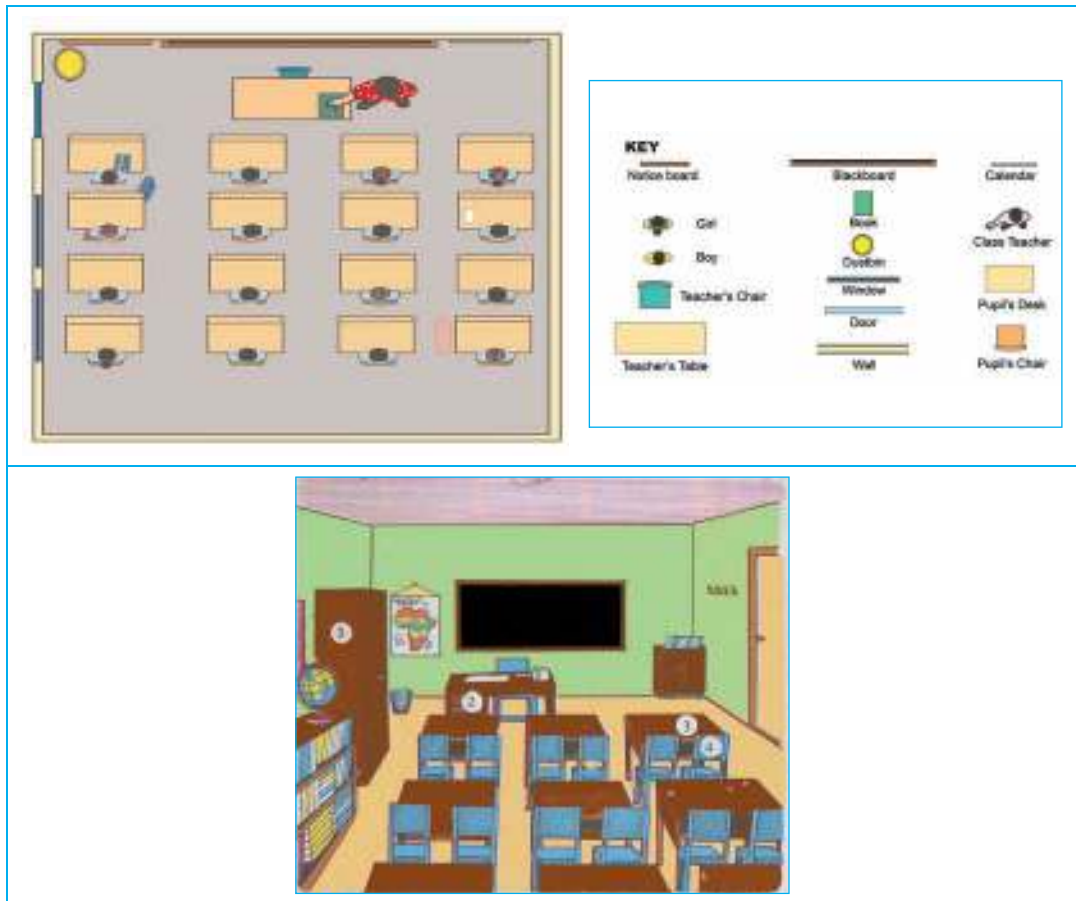 KEY
Notice board
Blackboard
Calendar
Book
Girl
Class Teacher
Dustbin
Boy
Window
Teacher's Chair
Pupil's Desk
Door
Teacher's Table
Wall
Pupil's Chair
1
2
3
4